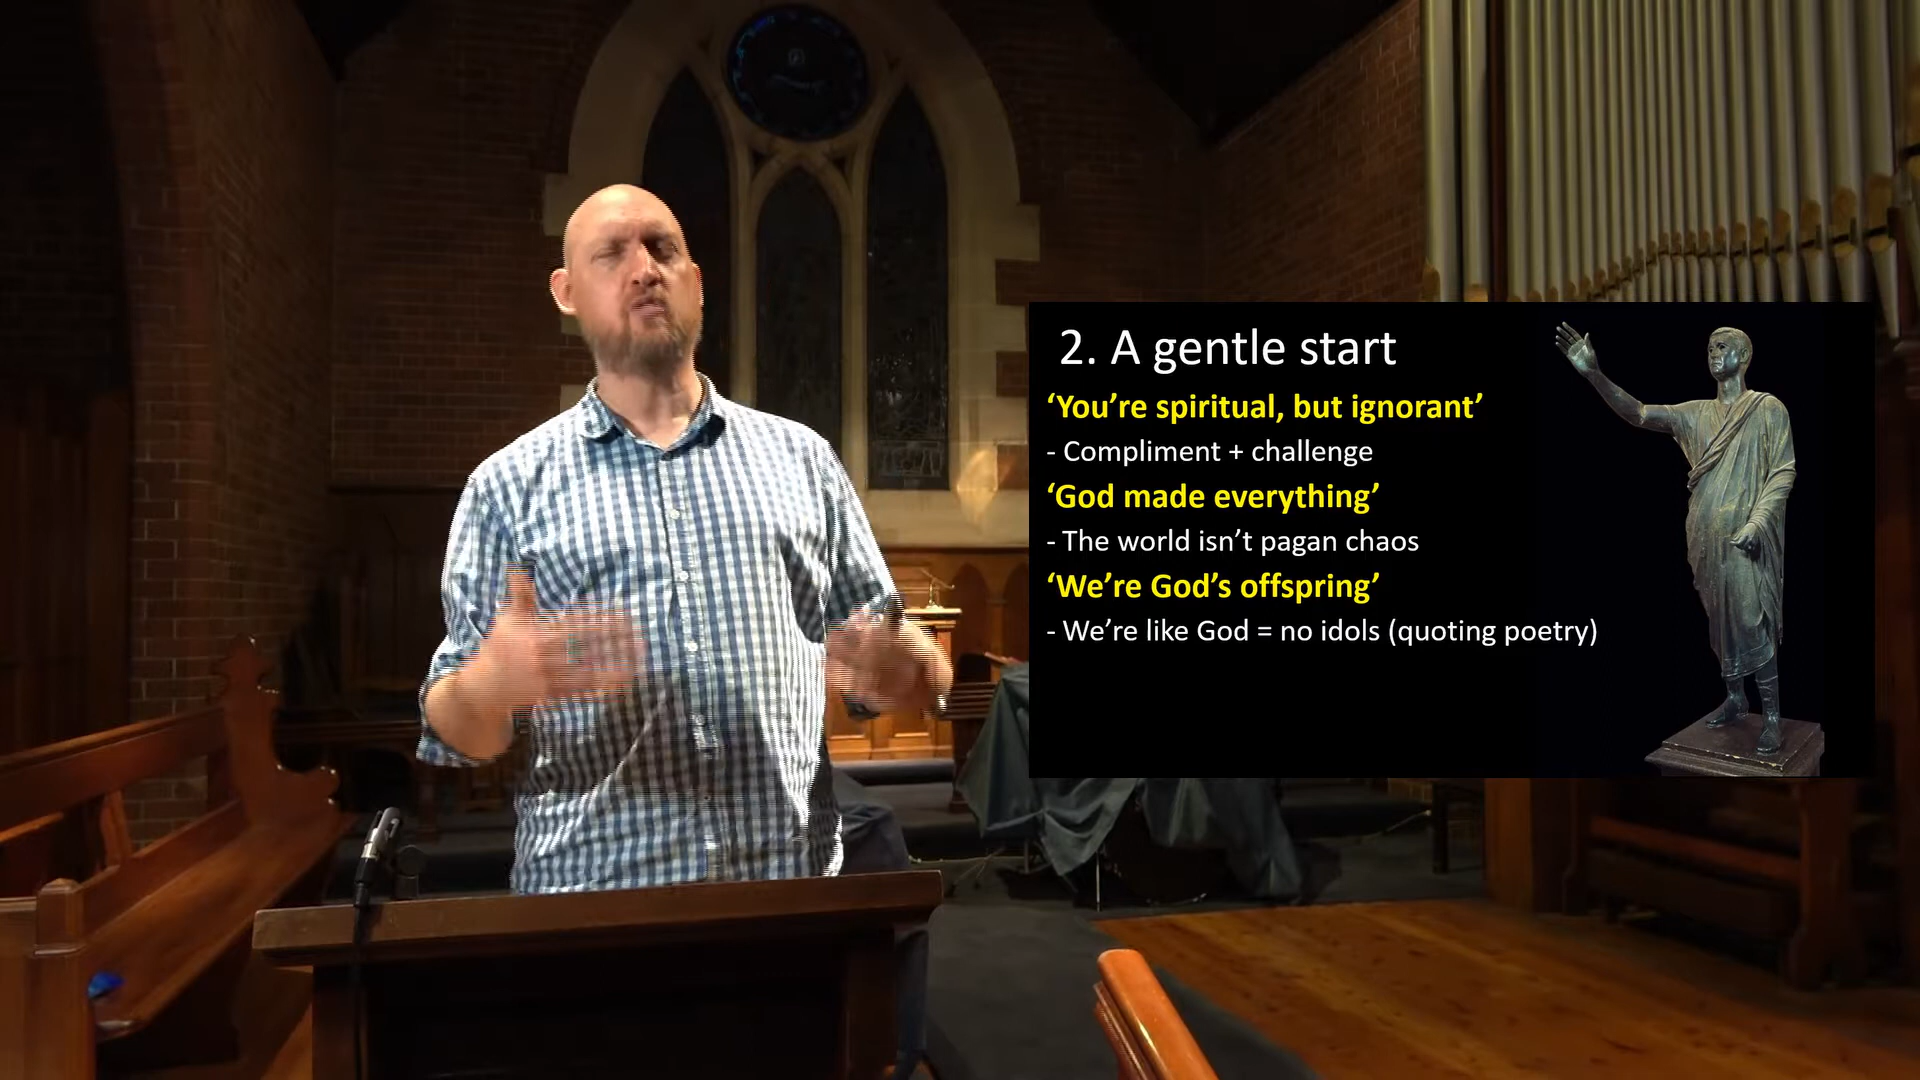 2. A gentle start
‘You’re spiritual, but ignorant’
- Compliment + challenge
‘God made everything’
- The world isn’t pagan chaos
‘We’re God’s offspring’
- We’re like God = no idols (quoting poetry)